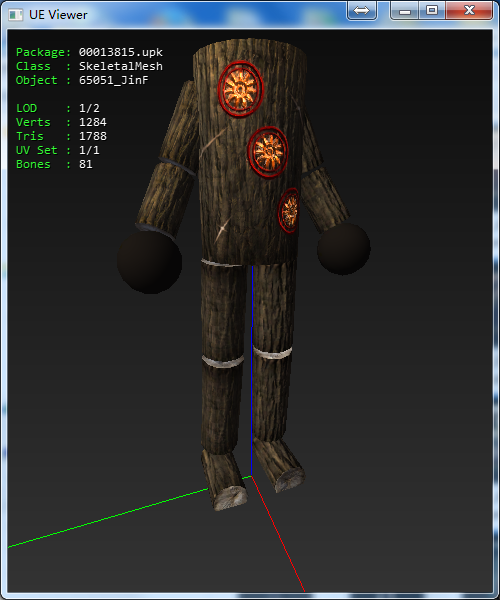 UE Viewer
Package: 00013815.upk
Class  : SkeletalMesh
Object : 65051_JinF
LOD    : 1/2
Verts  : 1284
Tris   : 1788
UV Set : 1/1
Bones  : 81